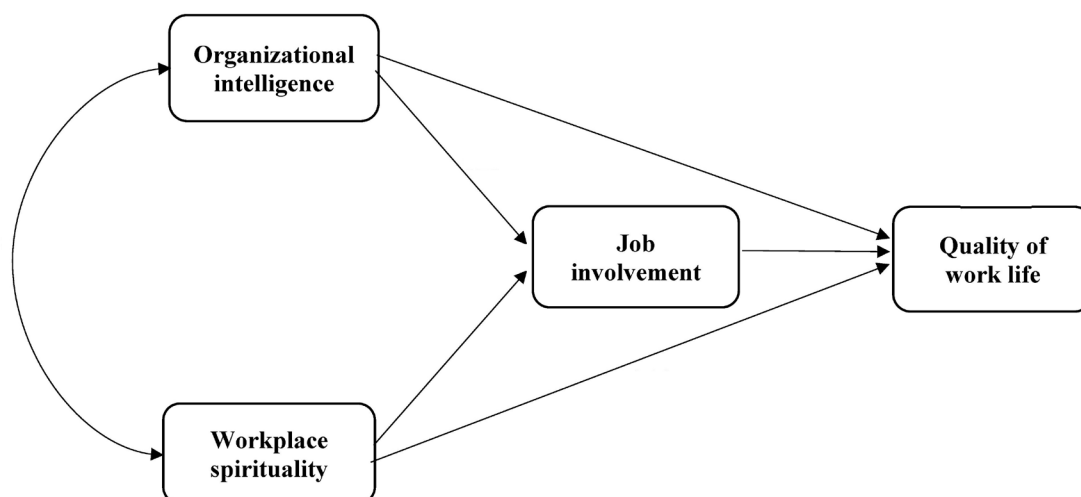 Organizational
intelligence
Job
involvement
Quality of
work life
Workplace
spirituality